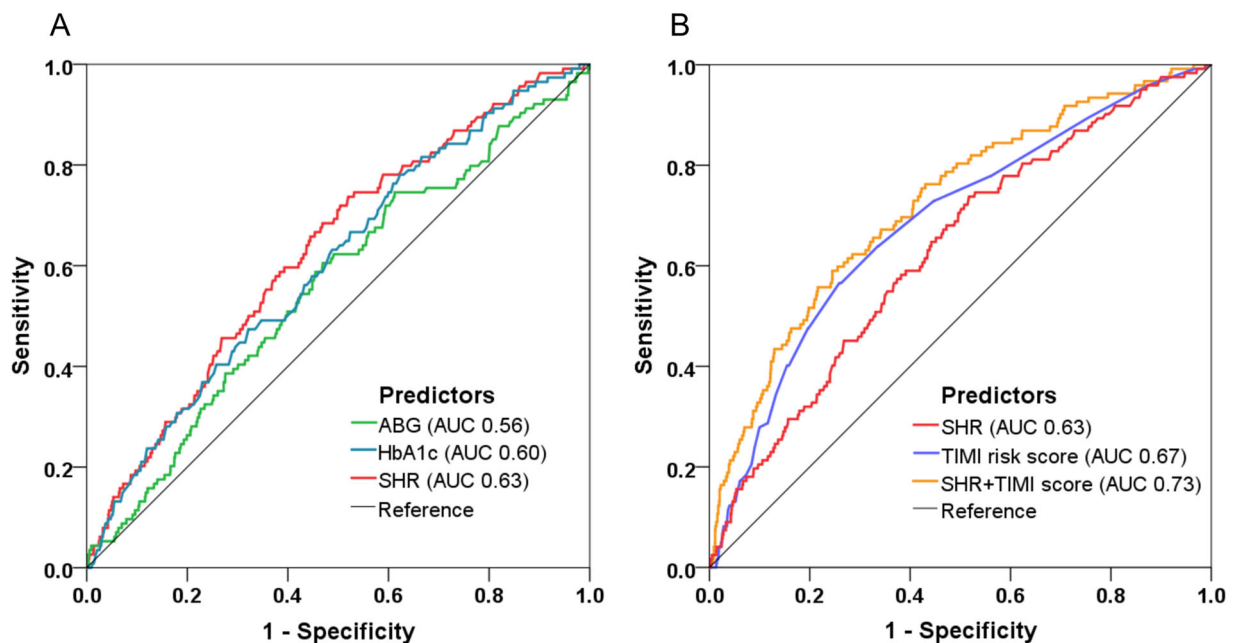 A
1.0
0.8
0.6
0.4
0.2
0.0
Sensitivity
0.0 0.2 0.4 0.6 0.8 1.0
1 - Specificity
Predictors
ABG (AUC 0.56)
HbA1c (AUC 0.60)
SHR (AUC 0.63)
Reference
B
1.0
0.8
0.6
0.4
0.2
0.0
Sensitivity
0.0 0.2 0.4 0.6 0.8 1.0
1 - Specificity
Predictors
SHR (AUC 0.63)
TIMI risk score (AUC 0.67)
SHR+TIMI score (AUC 0.73)
Reference